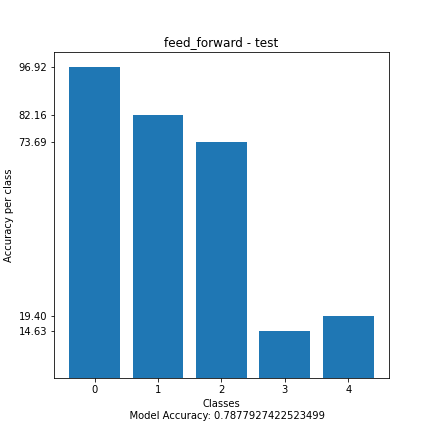 feed_forward - test
96.92
82.16
73.69
19.40
14.63
Accuracy per class
0 1 2 3 4
Classes
Model Accuracy: 0.7877927422523499